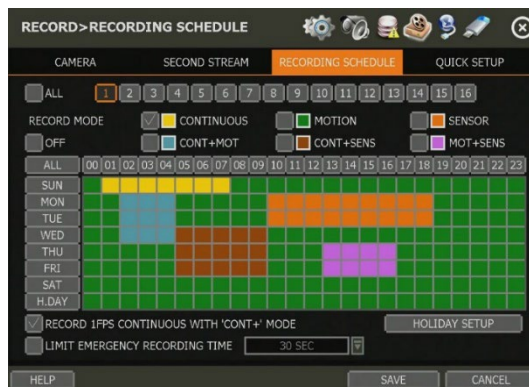 RECORD>RECORDING SCHEDULE
CAMERA SECOND STREAM RECORDING SCHEDULE QUICK SETUP
ALL 1 2 3 4 5 6 7 8 9 10 11 12 13 14 15 16
RECORD MODE CONTINUOUS MOTION SENSOR
OFF CONT+MOT CONT+SENS MOT+SENS
ALL 00 01 02 03 04 05 06 07 08 09 10 11 12 13 14 15 16 17 18 19 20 21 22 23
SUN
MON
TUE
WED
THU
FRI
SAT
H.DAY
RECORD 1FPS CONTINUOUS WITH 'CONT+' MODE HOLIDAY SETUP
LIMIT EMERGENCY RECORDING TIME 30 SEC
HELP SAVE CANCEL